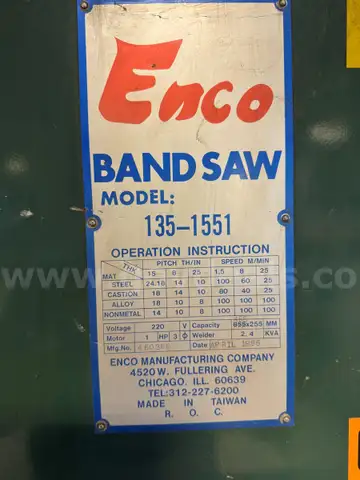 Enco
BAND SAW
MODEL:
135-1551
OPERATION INSTRUCTION
THK PITCH TH/IN SPEED M/MIN
MAT 15 8 25 1.5 8 25
STEEL 24.18 14 10 100 60 25
CASTION 18 14 10 80 40 25
ALLOY 18 10 8 100 100 100
NONMETAL 14 10 8 100 100 100
Voltage 220 V Capacity 255 MM
Motor 1 HP 3 Φ Welder 2.4 KVA
Mfg.No. Date APRIL
ENCO MANUFACTURING COMPANY
4520 W. FULLERING AVE.
CHICAGO. ILL. 60639
TEL:312-227-6200
MADE IN TAIWAN
R. O. C.